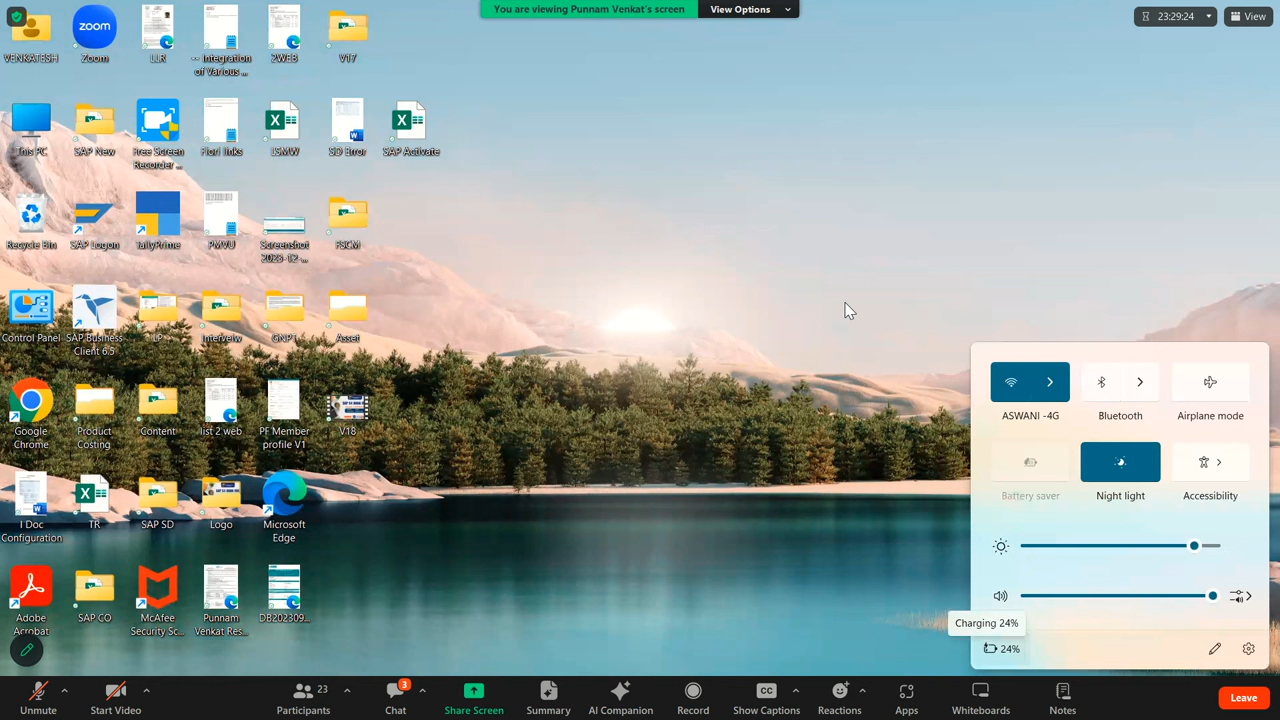 You are viewing Punnam Venkat's screen
View Options
23:29:24
View
VENKATESH
Zoom
zoom
LLR
-- Integration
of Various ...
2WEB
V17
This PC
SAP New
Free Screen
Recorder ...
Fiori links
LSMW
SD Error
SAP Activate
Recycle Bin
SAP Logon
TallyPrime
PMVU
Screenshot
2023-12-...
FSCM
Control Panel
SAP Business
Client 6.5
LP
Interveiw
GNPT
Asset
Google
Chrome
Product
Costing
Content
list 2 web
PF Member
profile V1
V18
I Doc
Configuration
TR
SAP SD
Logo
Microsoft
Edge
Adobe
Acrobat
SAP CO
McAfee
Security Sc...
Punnam
Venkat Res...
DB202309...
ASWANI -4G
Bluetooth
Airplane mode
Battery saver
Night light
Accessibility
Charging 24%
24%
Unmute
Start Video
23
Participants
3
Chat
Share Screen
Summary
AI Companion
Record
CC
Show Captions
Reactions
Apps
Whiteboards
Notes
Leave